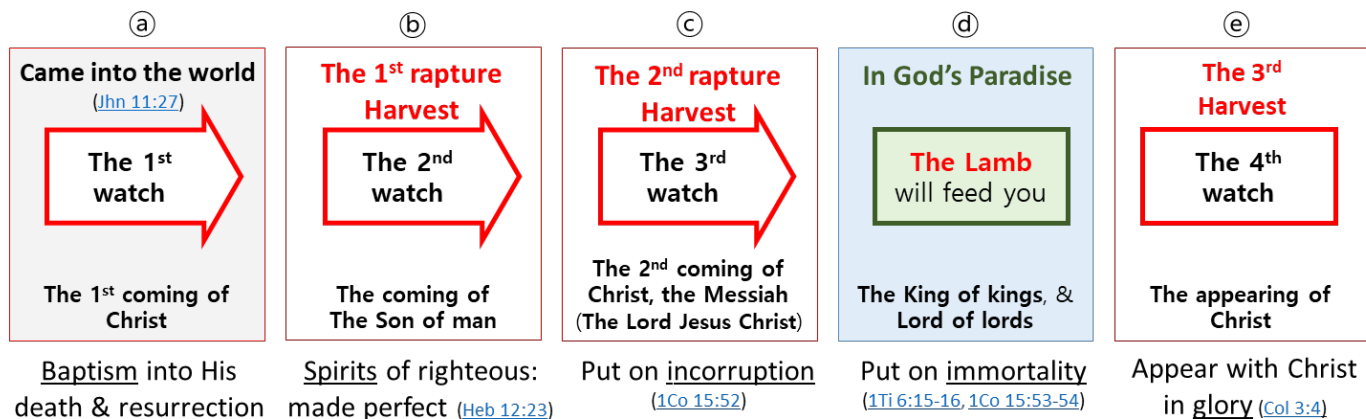 ⓐ
Came into the world
(Jhn 11:27)
The 1st
watch
The 1st coming of
Christ
Baptism into His
death & resurrection
ⓑ
The 1st rapture
Harvest
The 2nd
watch
The coming of
The Son of man
Spirits of righteous:
made perfect (Heb 12:23)
ⓒ
The 2nd rapture
Harvest
The 3rd
watch
The 2nd coming of
Christ, the Messiah
(The Lord Jesus Christ)
Put on incorruption
(1Co 15:52)
ⓓ
In God's Paradise
The Lamb
will feed you
The King of kings, &
Lord of lords
Put on immortality
(1Ti 6:15-16, 1Co 15:53-54)
ⓔ
The 3rd
Harvest
The 4th
watch
The appearing of
Christ
Appear with Christ
in glory (Col 3:4)